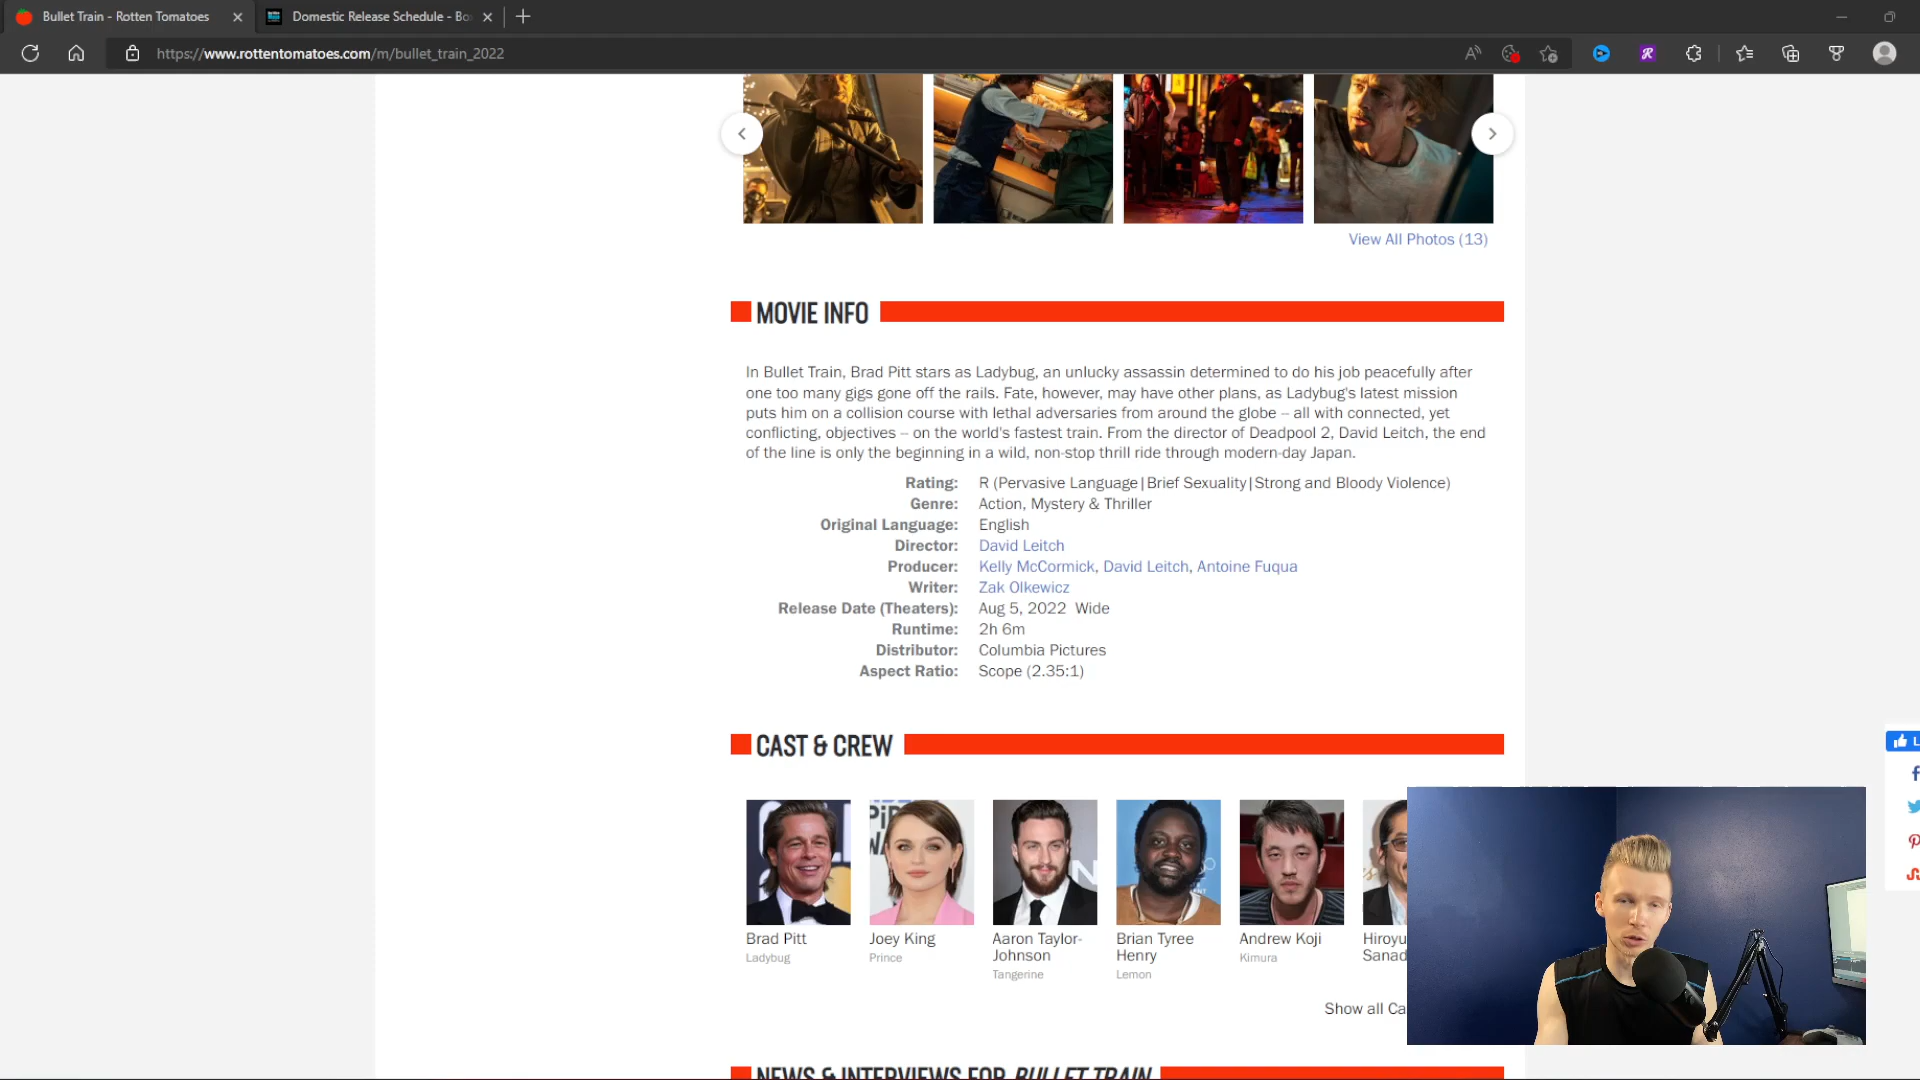 Bullet Train - Rotten Tomatoes
Domestic Release Schedule - Bo
https://www.rottentomatoes.com/m/bullet_train_2022
View All Photos (13)
MOVIE INFO
In Bullet Train, Brad Pitt stars as Ladybug, an unlucky assassin determined to do his job peacefully after
one too many gigs gone off the rails. Fate, however, may have other plans, as Ladybug's latest mission
puts him on a collision course with lethal adversaries from around the globe -- all with connected, yet
conflicting, objectives -- on the world's fastest train. From the director of Deadpool 2, David Leitch, the end
of the line is only the beginning in a wild, non-stop thrill ride through modern-day Japan.
Rating: R (Pervasive Language|Brief Sexuality|Strong and Bloody Violence)
Genre: Action, Mystery & Thriller
Original Language: English
Director: David Leitch
Producer: Kelly McCormick, David Leitch, Antoine Fuqua
Writer: Zak Olkewicz
Release Date (Theaters): Aug 5, 2022 Wide
Runtime: 2h 6m
Distributor: Columbia Pictures
Aspect Ratio: Scope (2.35:1)
CAST & CREW
Brad Pitt
Ladybug
Joey King
Prince
Aaron Taylor-
Johnson
Tangerine
Brian Tyree
Henry
Lemon
Andrew Koji
Kimura
Hiroyu
Sanad
Show all Ca
NEWS & INTERVIEWS FOR BULLET TRAIN